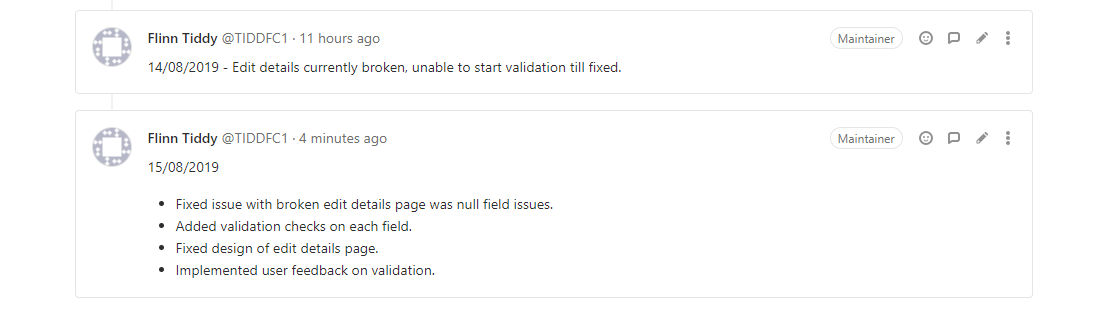 Flinn Tiddy @TIDDFC1 · 11 hours ago Maintainer
14/08/2019 - Edit details currently broken, unable to start validation till fixed.
Flinn Tiddy @TIDDFC1 · 4 minutes ago Maintainer
15/08/2019
• Fixed issue with broken edit details page was null field issues.
• Added validation checks on each field.
• Fixed design of edit details page.
• Implemented user feedback on validation.